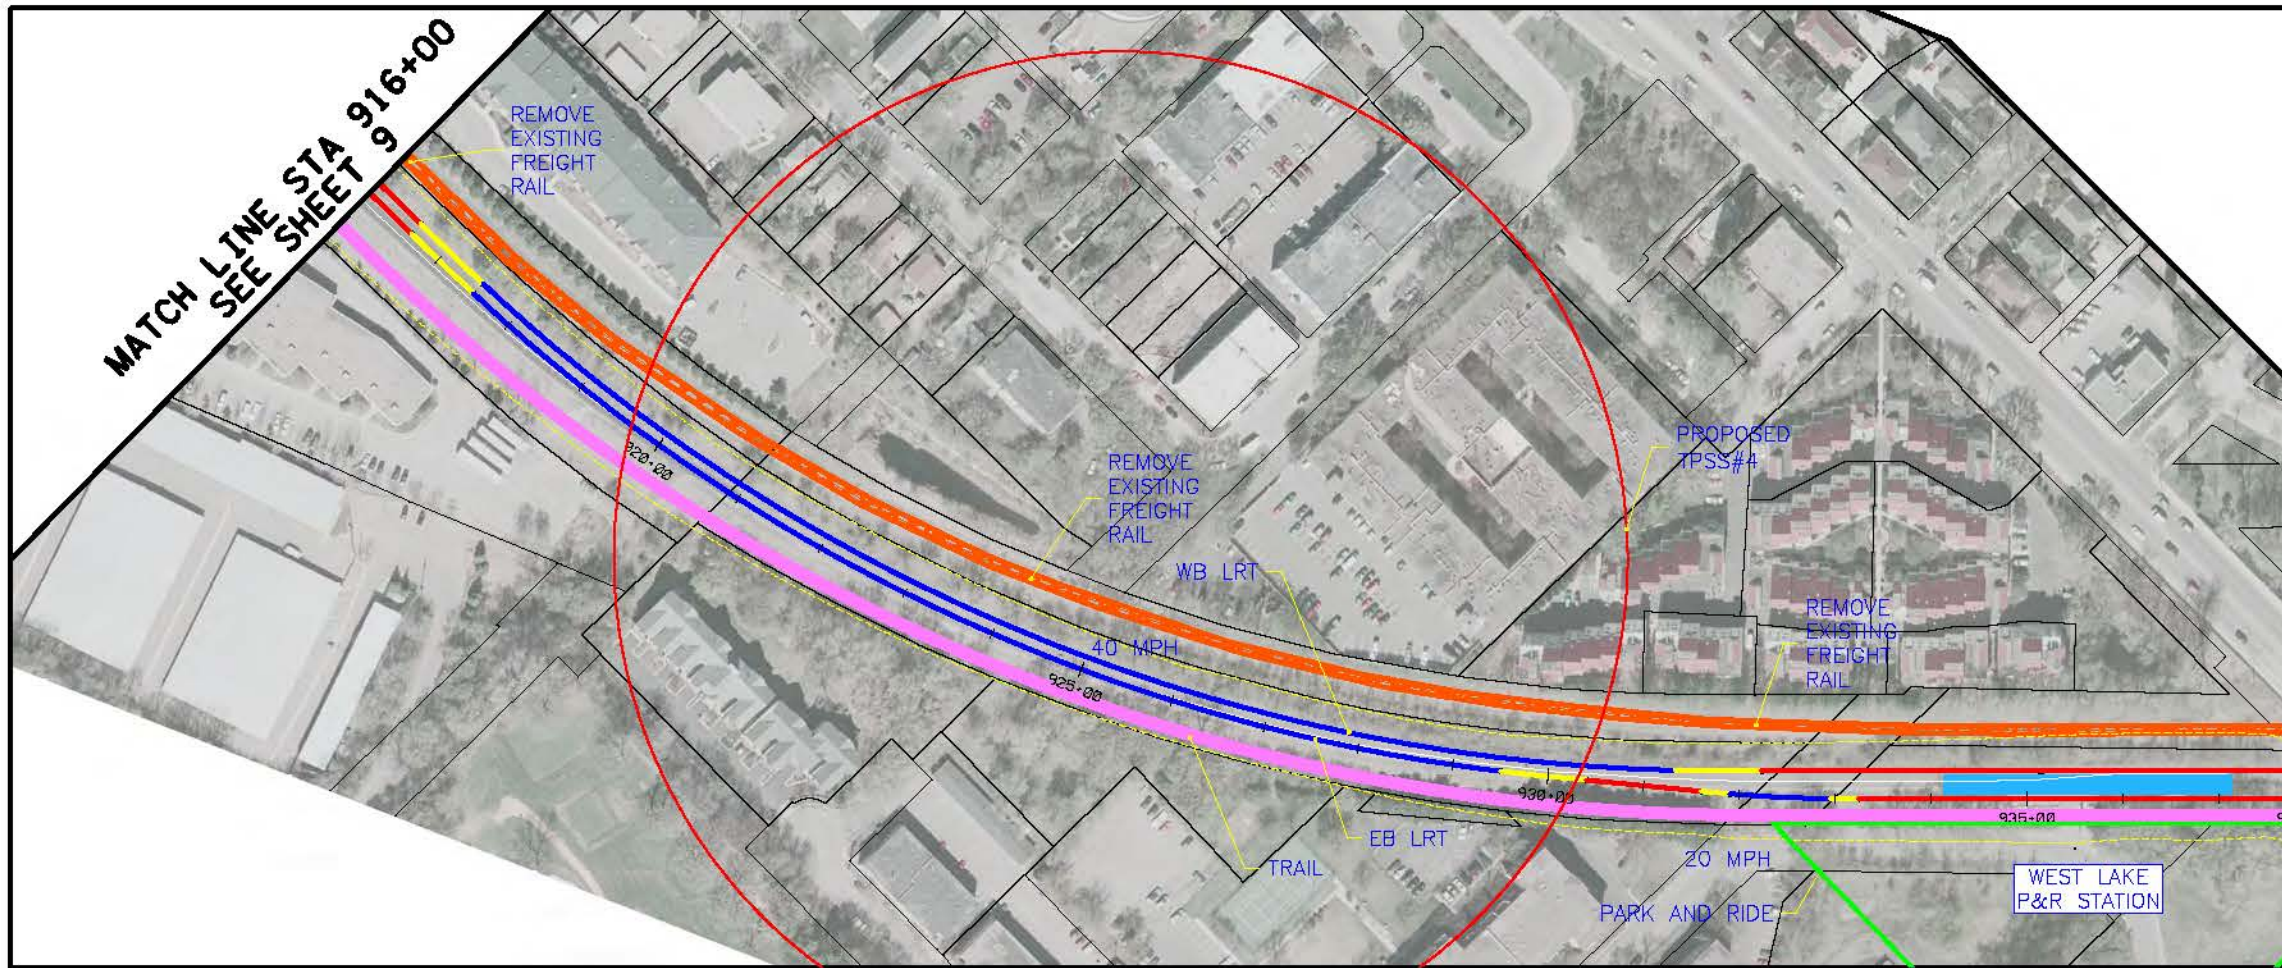 MATCH LINE STA 916+00
SEE SHEET 9
REMOVE
EXISTING
FREIGHT
RAIL
920+00
REMOVE
EXISTING
FREIGHT
RAIL
PROPOSED
TPSS#4
WB LRT
40 MPH
925+00
REMOVE
EXISTING
FREIGHT
RAIL
930+00
EB LRT
TRAIL
935+00
20 MPH
PARK AND RIDE
WEST LAKE
P&R STATION